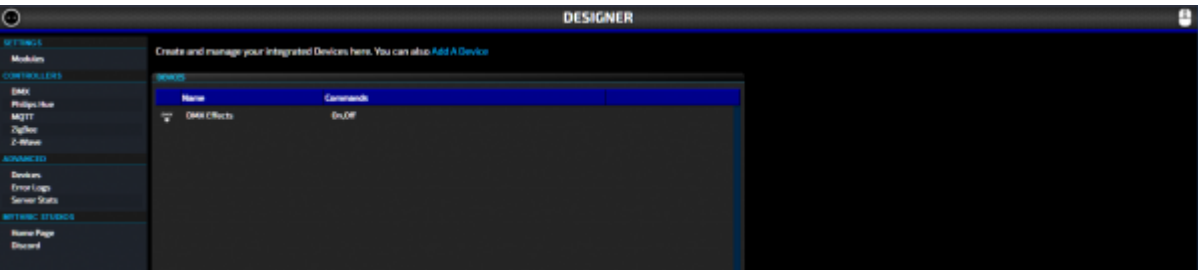 DESIGNER
SETTINGS
Modules
CONTROLLERS
DMX
Philips Hue
MQTT
ZigBee
Z-Wave
ADVANCED
Devices
Error Logs
Server Stats
MYTHRIC STUDIOS
Home Page
Discord
Create and manage your integrated Devices here. You can also Add A Device
DEVICES
Name Commands
DMX Effects On,Off